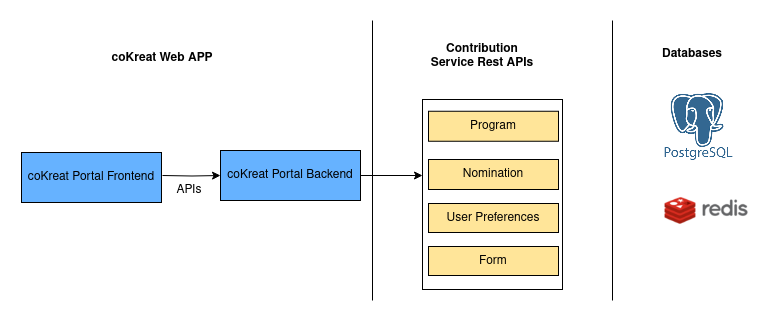 coKreat Web APP
Contribution
Service Rest APIs
Databases
coKreat Portal Frontend
APIs
coKreat Portal Backend
Program
Nomination
User Preferences
Form
PostgreSQL
redis